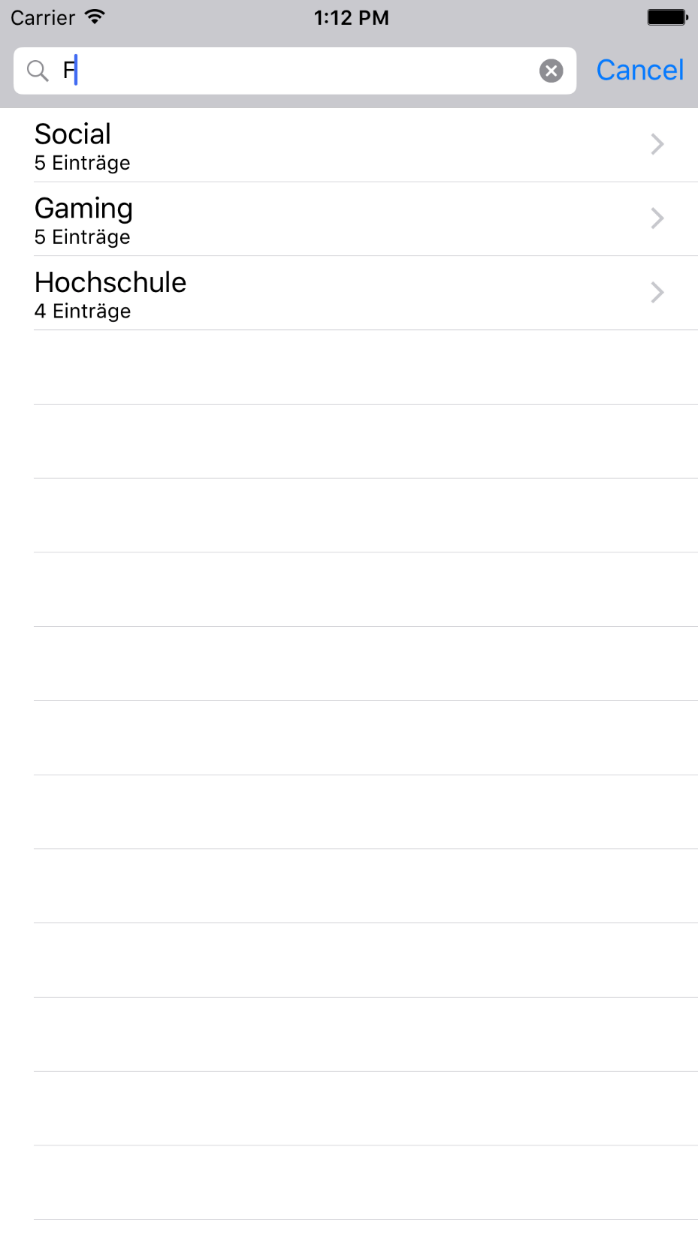 Carrier 1:12 PM
F Cancel
Social
5 Einträge
Gaming
5 Einträge
Hochschule
4 Einträge